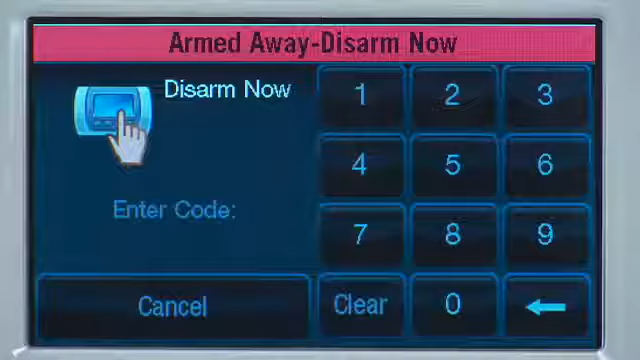 Armed Away-Disarm Now
Disarm Now
1 2 3
4 5 6
Enter Code:
7 8 9
Cancel
Clear 0